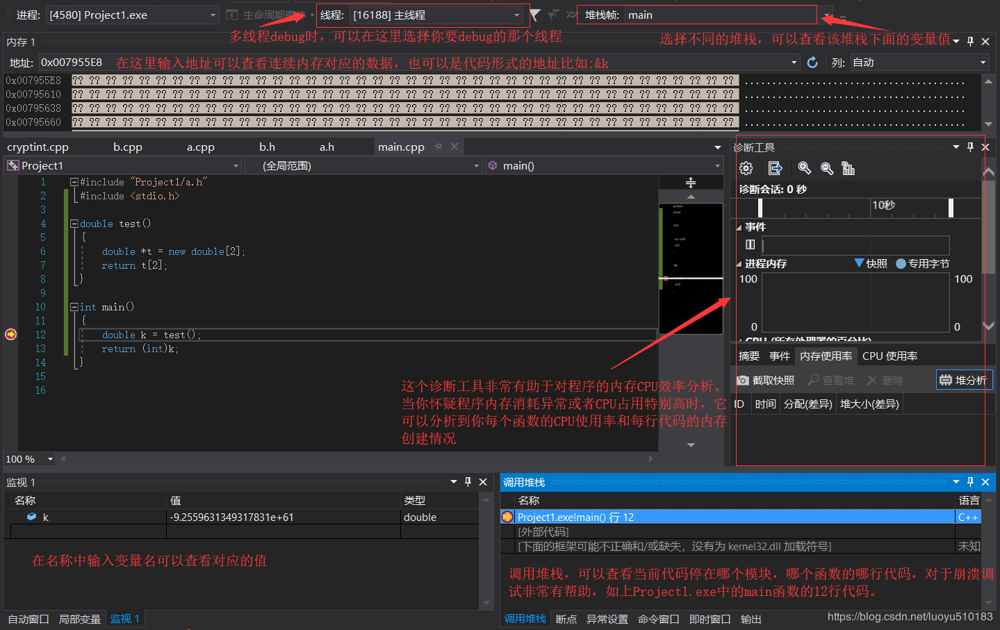 进程: [4580] Project1.exe 生命周期事件 线程: [16188] 主线程 堆栈帧: main
多线程debug时，可以在这里选择你要debug的那个线程
选择不同的堆栈，可以查看该堆栈下面的变量值
内存 1
地址: 0x007955E8 在这里输入地址可以查看连续内存对应的数据，也可以是代码形式的地址比如:&k 列: 自动
0x007955E8 ?? ?? ?? ?? ?? ?? ?? ?? ?? ?? ?? ?? ?? ?? ?? ?? ?? ?? ?? ?? ?? ?? ?? ?? ?? ?? ?? ?? ?? ?? ?? ?? ?? ?? ?? ?? ?? ?? ?? ?? ........................................
0x00795610 ?? ?? ?? ?? ?? ?? ?? ?? ?? ?? ?? ?? ?? ?? ?? ?? ?? ?? ?? ?? ?? ?? ?? ?? ?? ?? ?? ?? ?? ?? ?? ?? ?? ?? ?? ?? ?? ?? ?? ?? ........................................
0x00795638 ?? ?? ?? ?? ?? ?? ?? ?? ?? ?? ?? ?? ?? ?? ?? ?? ?? ?? ?? ?? ?? ?? ?? ?? ?? ?? ?? ?? ?? ?? ?? ?? ?? ?? ?? ?? ?? ?? ?? ?? ........................................
0x00795660 ?? ?? ?? ?? ?? ?? ?? ?? ?? ?? ?? ?? ?? ?? ?? ?? ?? ?? ?? ?? ?? ?? ?? ?? ?? ?? ?? ?? ?? ?? ?? ?? ?? ?? ?? ?? ?? ?? ?? ?? ........................................
cryptint.cpp b.cpp a.cpp b.h a.h main.cpp
Project1 (全局范围) main()
1 #include "Project1/a.h"
2 #include <stdio.h>
3
4 double test()
5 {
6 double *t = new double[2];
7 return t[2];
8 }
9
10 int main()
11 {
12 double k = test();
13 return (int)k;
14 }
15
16
100 %
诊断工具
诊断会话: 0 秒
10秒
事件
进程内存 快照 专用字节
100 100
0 0
CPU (所有处理器的百分比)
摘要 事件 内存使用率 CPU 使用率
截取快照 查看堆 删除 堆分析
ID 时间 分配(差异) 堆大小(差异)
这个诊断工具非常有助于对程序的内存CPU效率分析。
当你怀疑程序内存消耗异常或者CPU占用特别高时，它
可以分析到你每个函数的CPU使用率和每行代码的内存
创建情况
监视 1
名称 值 类型
k -9.2559631349317831e+61 double
在名称中输入变量名可以查看对应的值
自动窗口 局部变量 监视 1
调用堆栈
名称 语言
Project1.exe!main() 行 12 C++
[外部代码]
[下面的框架可能不正确和/或缺失，没有为 kernel32.dll 加载符号] 未知
调用堆栈，可以查看当前代码停在哪个模块，哪个函数的哪行代码，对于崩溃调
试非常有帮助，如上Project1.exe中的main函数的12行代码。
调用堆栈 断点 异常设置 命令窗口 即时窗口 输出
https://blog.csdn.net/luoyu510183